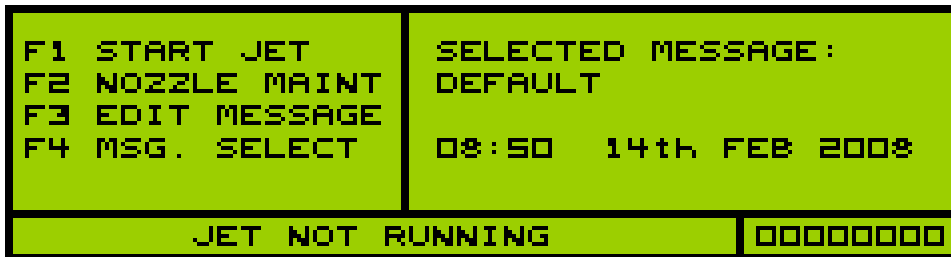 F1 START JET
F2 NOZZLE MAINT
F3 EDIT MESSAGE
F4 MSG. SELECT
SELECTED MESSAGE:
DEFAULT
08:50 14th FEB 2008
JET NOT RUNNING
00000000